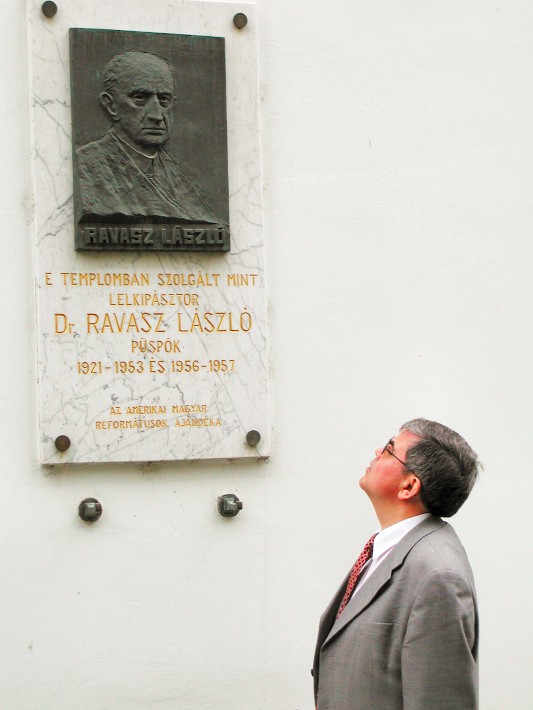 RAVASZ LÁSZLÓ
E TEMPLOMBAN SZOLGÁLT MINT
LELKIPÁSZTOR
Dr. RAVASZ LÁSZLÓ
PÜSPÖK
1921-1953 ÉS 1956-1957
AZ AMERIKAI MAGYAR
REFORMÁTUSOK AJÁNDÉKA